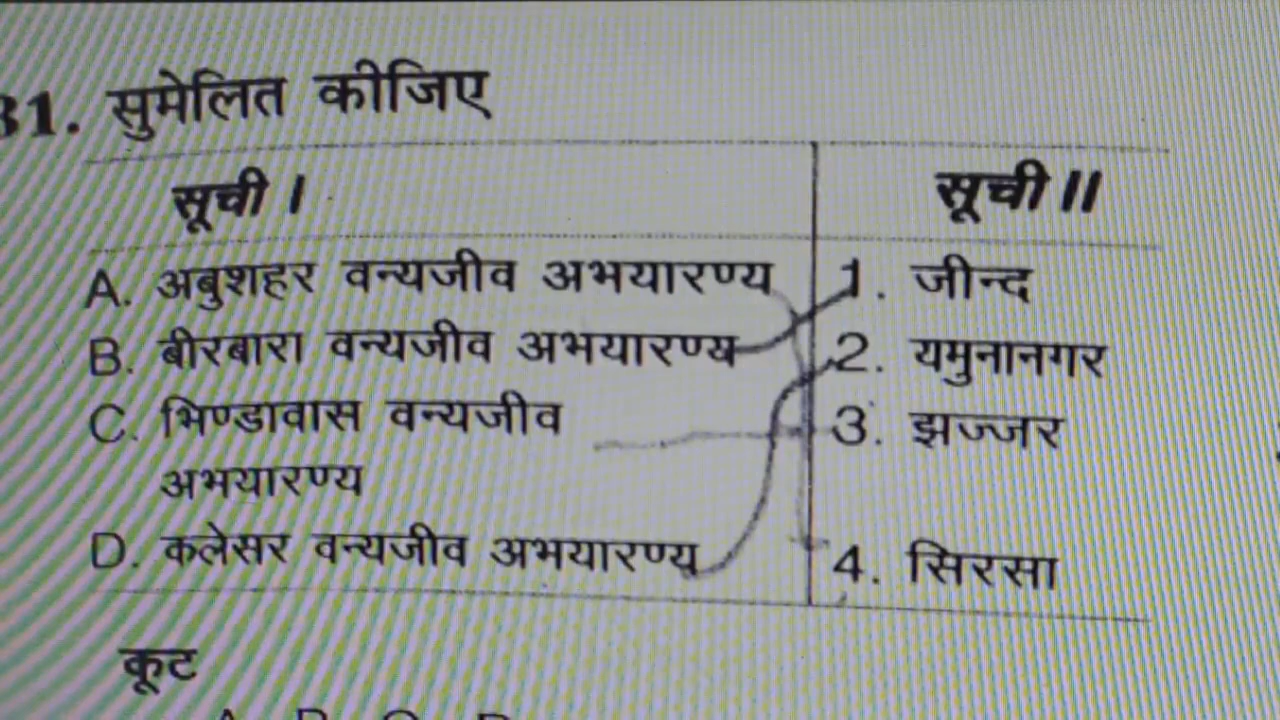 31. सुमेलित कीजिए
सूची I सूची II
A. अबुशहर वन्यजीव अभयारण्य 1. जीन्द
B. बीरबारा वन्यजीव अभयारण्य 2. यमुनानगर
C. भिण्डावास वन्यजीव 3. झज्जर
अभयारण्य
D. कलेसर वन्यजीव अभयारण्य 4. सिरसा
कूट